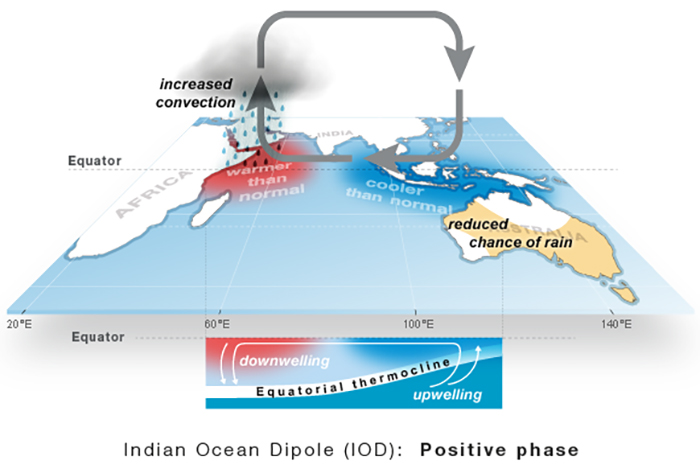 increased
convection
INDIA
Equator
AFRICA
warmer
than
normal
cooler
than normal
AUSTRALIA
reduced
chance of rain
20°E
60°E
100°E
140°E
Equator
downwelling
Equatorial thermocline
upwelling
Indian Ocean Dipole (IOD): Positive phase